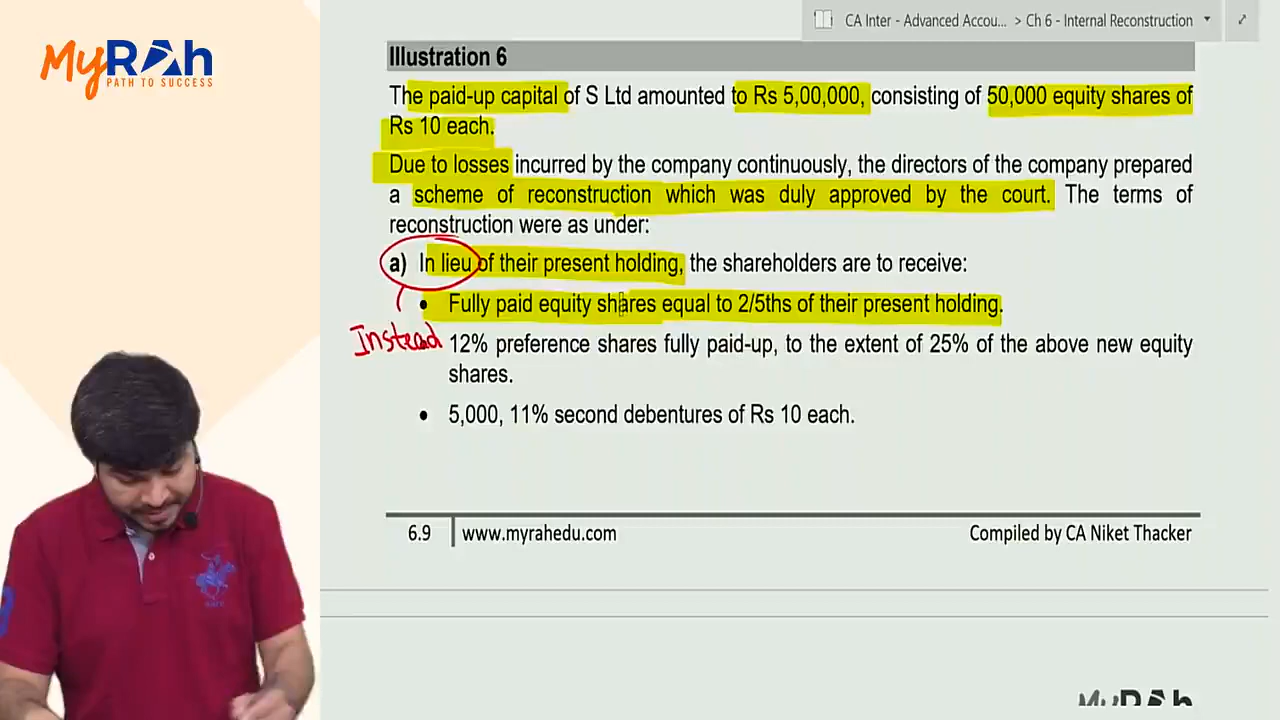 MyRAh
PATH TO SUCCESS
CA Inter - Advanced Accou... > Ch 6 - Internal Reconstruction
Illustration 6
The paid-up capital of S Ltd amounted to Rs 5,00,000, consisting of 50,000 equity shares of
Rs 10 each.
Due to losses incurred by the company continuously, the directors of the company prepared
a scheme of reconstruction which was duly approved by the court. The terms of
reconstruction were as under:
a) In lieu of their present holding, the shareholders are to receive:
• Fully paid equity shares equal to 2/5ths of their present holding.
Instead 12% preference shares fully paid-up, to the extent of 25% of the above new equity
shares.
• 5,000, 11% second debentures of Rs 10 each.
6.9 www.myrahedu.com Compiled by CA Niket Thacker
MyRAh